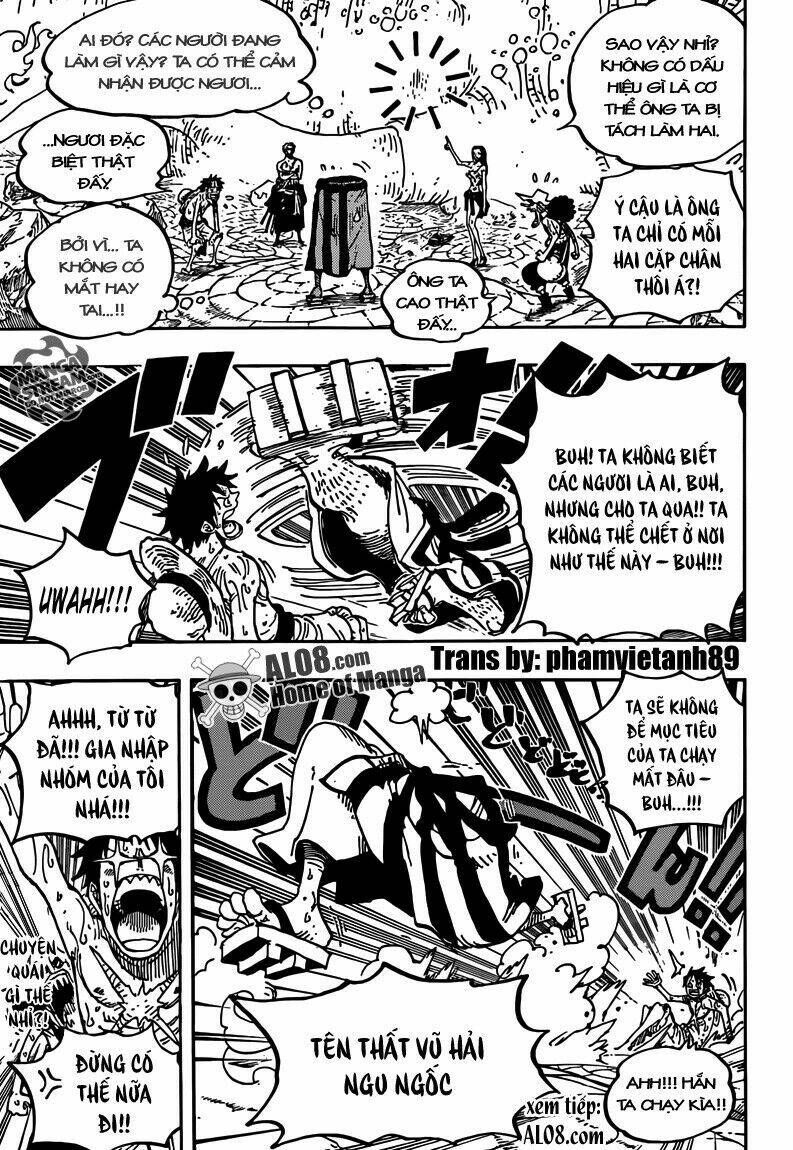 SAO VẬY NHỈ?
KHÔNG CÓ DẤU
HIỆU GÌ LÀ CƠ
THỂ ÔNG TA BỊ
TÁCH LÀM HAI.
AI ĐÓ? CÁC NGƯỜI ĐANG
LÀM GÌ VẬY? TA CÓ THỂ CẢM
NHẬN ĐƯỢC NGƯƠI...
...NGƯƠI ĐẶC
BIỆT THẬT
ĐẤY.
BỞI VÌ... TA
KHÔNG CÓ
MẮT HAY
TAI...!!
Ý CẬU LÀ ÔNG
TA CHỈ CÓ MỖI
HAI CẶP CHÂN
THÔI Á?!
ÔNG TA
CAO THẬT
ĐẤY..
MANGA
STREAM
BUH! TA KHÔNG BIẾT
CÁC NGƯỜI LÀ AI, BUH,
NHƯNG CHO TA QUA!! TA
KHÔNG THỂ CHẾT Ở NƠI
NHƯ THẾ NÀY – BUH!!!
UWAHH!!!
AL08.com
Home of Manga
Trans by: phamvietanh89
TA SẼ KHÔNG
ĐỂ MỤC TIÊU
CỦA TA CHẠY
MẤT ĐÂU –
BUH...!!!
TÊN THẤT VŨ HẢI
NGU NGỐC
AHH!!! HẮN
TA CHẠY KÌA!!
AHHH, TỪ TỪ
ĐÃ!!! GIA NHẬP
NHÓM CỦA TÔI
NHÁ!!!
CHUYỆN
QUÁI
GÌ THẾ
NHỈ?!
ĐỪNG CÓ
THẾ NỮA
ĐI!!
xem tiếp:
AL08.com